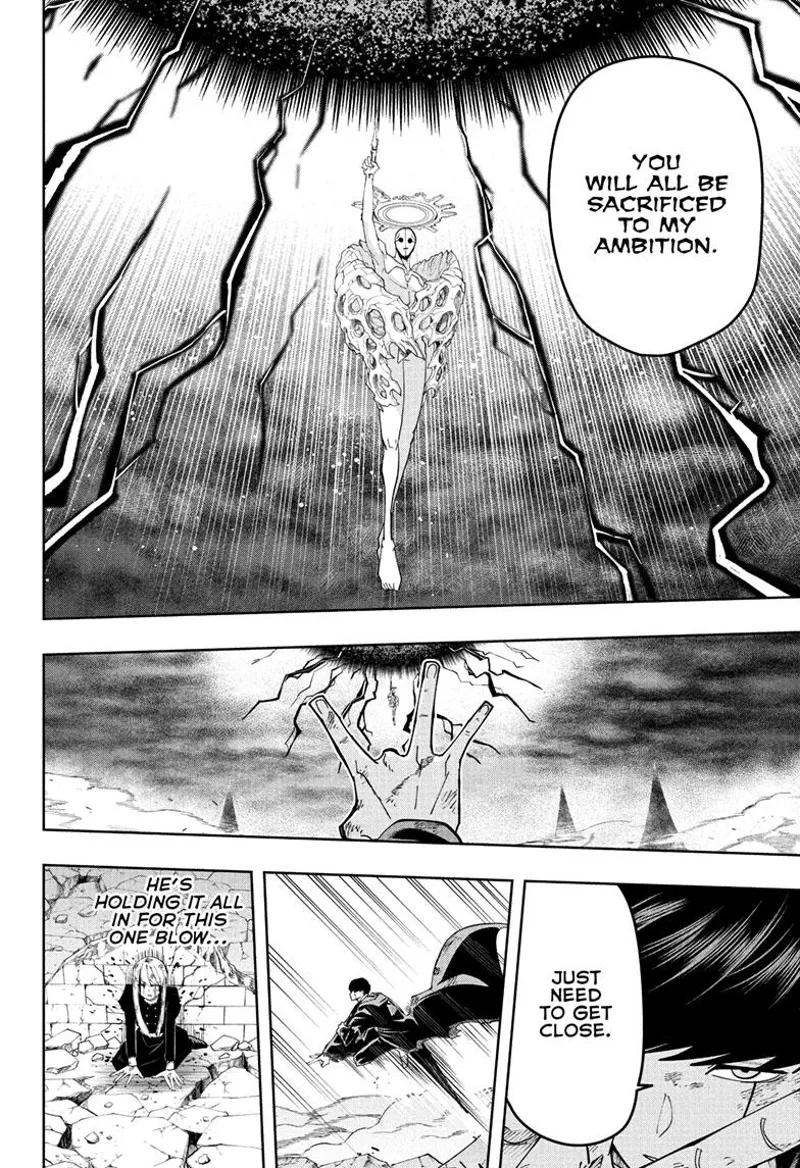 YOU
WILL ALL BE
SACRIFICED
TO MY
AMBITION.
JUST
NEED
TO GET
CLOSE.
HE'S
HOLDING IT ALL
IN FOR THIS
ONE BLOW...